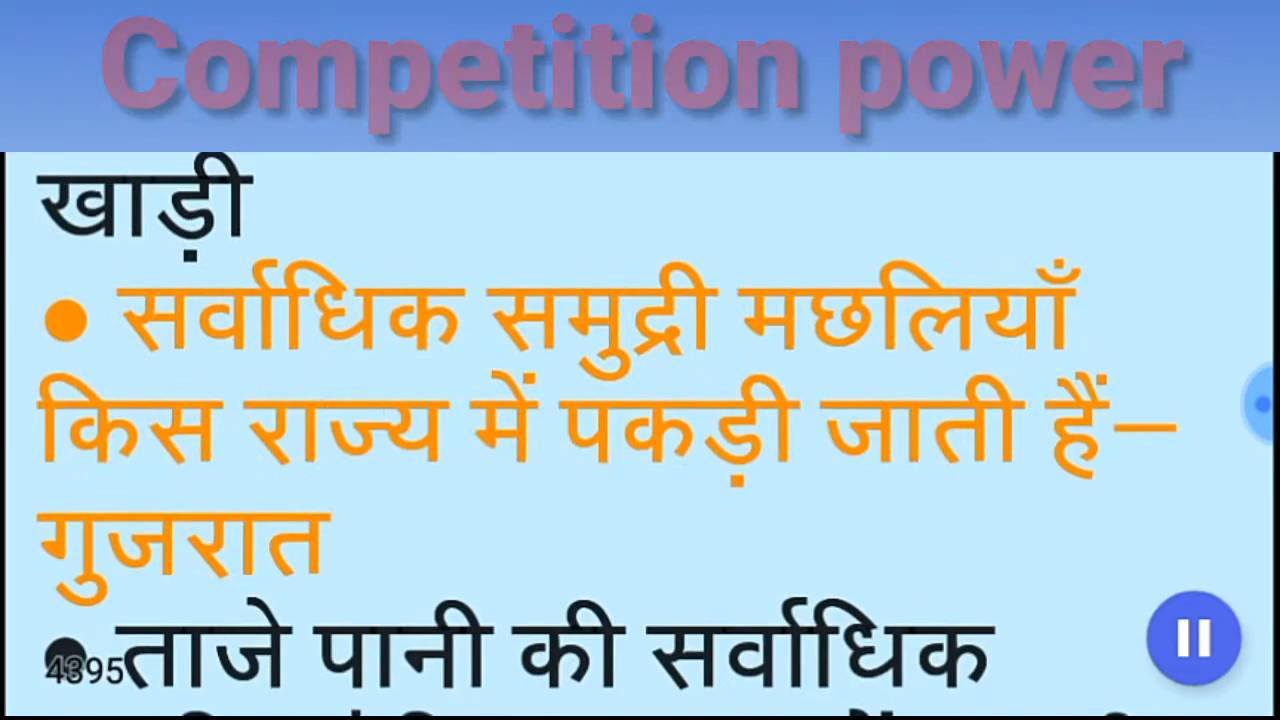 Competition power
खाड़ी
● सर्वाधिक समुद्री मछलियाँ
किस राज्य में पकड़ी जाती हैं–
गुजरात
● ताजे पानी की सर्वाधिक
4395